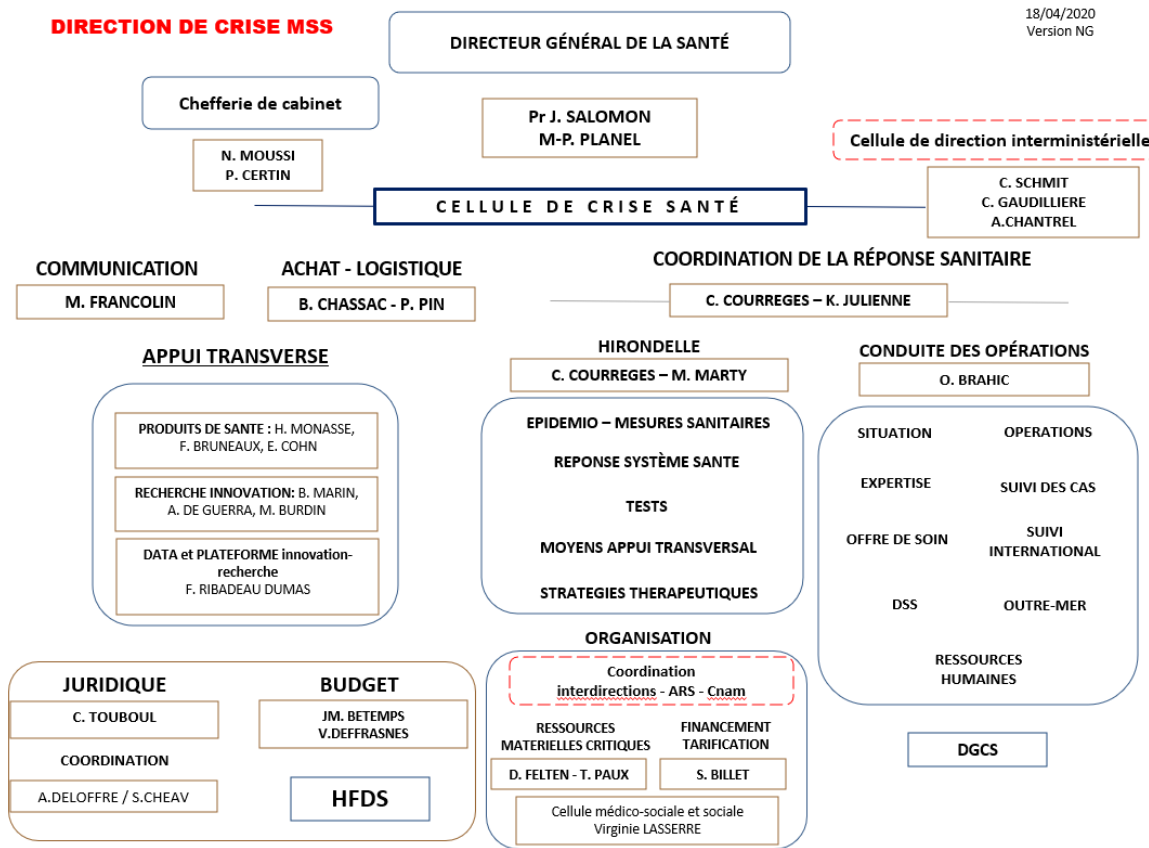 DIRECTION DE CRISE MSS
18/04/2020
Version NG
DIRECTEUR GÉNÉRAL DE LA SANTÉ
Chefferie de cabinet
Pr J. SALOMON
M-P. PLANEL
N. MOUSSI
P. CERTIN
Cellule de direction interministérielle
C. SCHMIT
C. GAUDILLIERE
A.CHANTREL
CELLULE DE CRISE SANTÉ
COMMUNICATION
M. FRANCOLIN
ACHAT - LOGISTIQUE
B. CHASSAC - P. PIN
COORDINATION DE LA RÉPONSE SANITAIRE
C. COURREGES – K. JULIENNE
APPUI TRANSVERSE
PRODUITS DE SANTE : H. MONASSE,
F. BRUNEAUX, E. COHN
RECHERCHE INNOVATION: B. MARIN,
A. DE GUERRA, M. BURDIN
DATA et PLATEFORME innovation-
recherche
F. RIBADEAU DUMAS
HIRONDELLE
C. COURREGES – M. MARTY
EPIDEMIO – MESURES SANITAIRES
REPONSE SYSTÈME SANTE
TESTS
MOYENS APPUI TRANSVERSAL
STRATEGIES THERAPEUTIQUES
CONDUITE DES OPÉRATIONS
O. BRAHIC
SITUATION
OPERATIONS
EXPERTISE
SUIVI DES CAS
OFFRE DE SOIN
SUIVI
INTERNATIONAL
DSS
OUTRE-MER
RESSOURCES
HUMAINES
DGCS
JURIDIQUE
C. TOUBOUL
COORDINATION
A.DELOFFRE / S.CHEAV
BUDGET
JM. BETEMPS
V.DEFFRASNES
HFDS
ORGANISATION
Coordination
interdirections - ARS - Cnam
RESSOURCES
MATERIELLES CRITIQUES
D. FELTEN - T. PAUX
FINANCEMENT
TARIFICATION
S. BILLET
Cellule médico-sociale et sociale
Virginie LASSERRE